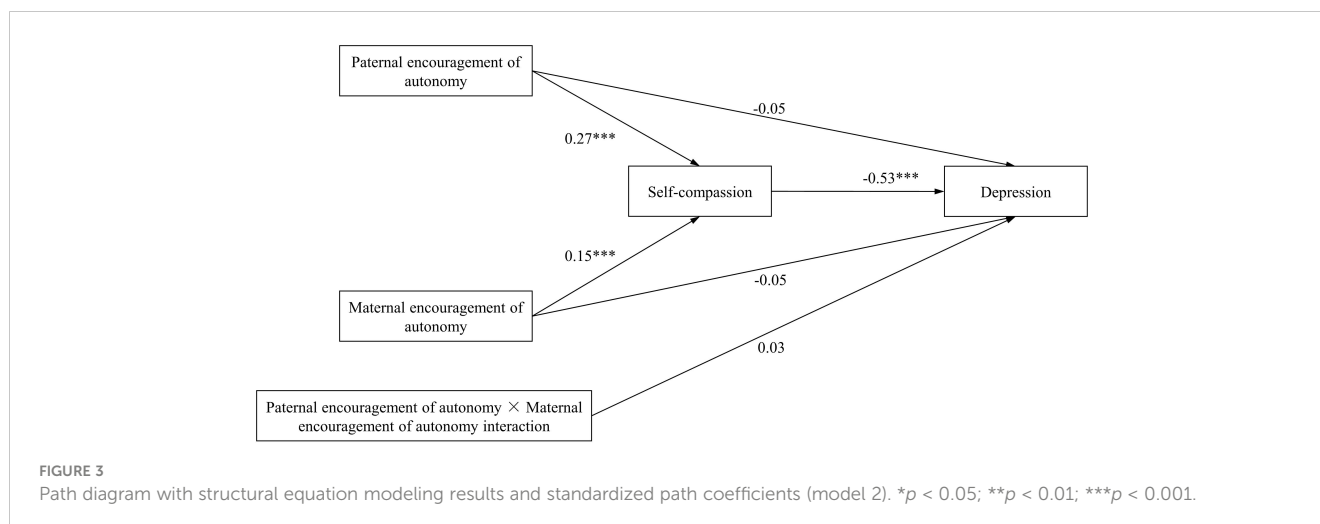 Paternal encouragement of
autonomy
-0.05
0.27***
Self-compassion
-0.53***
Depression
0.15***
-0.05
Maternal encouragement of
autonomy
0.03
Paternal encouragement of autonomy × Maternal
encouragement of autonomy interaction
FIGURE 3
Path diagram with structural equation modeling results and standardized path coefficients (model 2). *p < 0.05; **p < 0.01; ***p < 0.001.